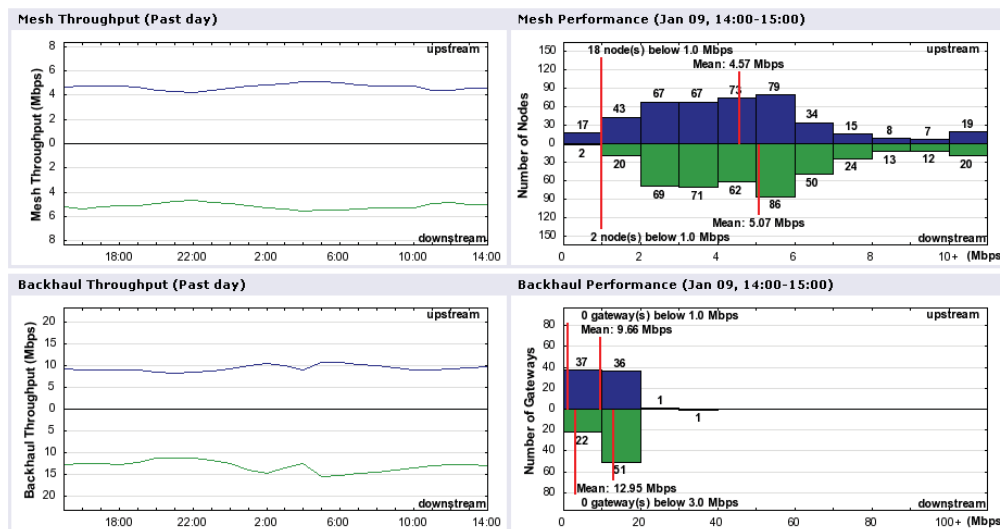 Mesh Throughput (Past day)
8
6
4
2
0
2
4
6
8
Mesh Throughput (Mbps)
upstream
downstream
18:00 22:00 2:00 6:00 10:00 14:00
Mesh Performance (Jan 09, 14:00-15:00)
150
120
90
60
30
0
30
60
90
120
150
Number of Nodes
18 node(s) below 1.0 Mbps
upstream
Mean: 4.57 Mbps
17 43 67 67 73 79 34 15 8 7 19
2 20 69 71 62 86 50 24 13 12 20
Mean: 5.07 Mbps
2 node(s) below 1.0 Mbps
downstream
0 2 4 6 8 10+ (Mbps
Backhaul Throughput (Past day)
20
15
10
5
0
5
10
15
20
Backhaul Throughput (Mbps)
upstream
downstream
18:00 22:00 2:00 6:00 10:00 14:00
Backhaul Performance (Jan 09, 14:00-15:00)
80
60
40
20
0
20
40
60
80
Number of Gateways
0 gateway(s) below 1.0 Mbps
upstream
Mean: 9.66 Mbps
37 36 1
22 51 1
Mean: 12.95 Mbps
0 gateway(s) below 3.0 Mbps
downstream
0 20 40 60 80 100+ (Mbps